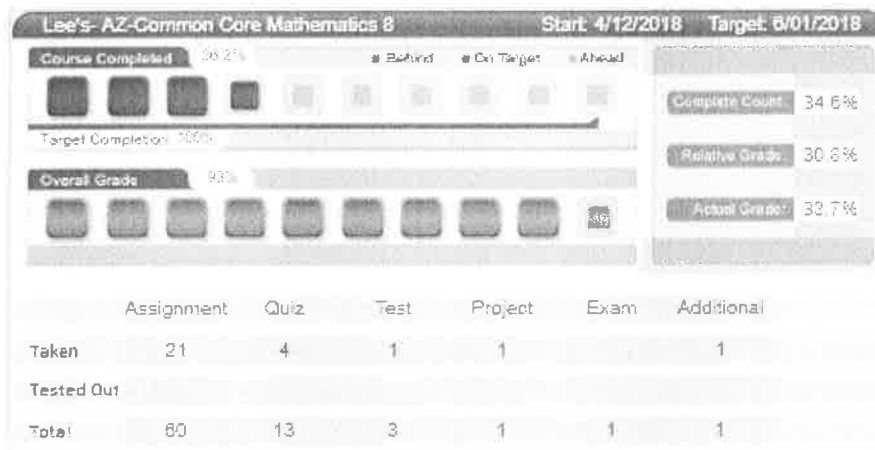 Lee's- AZ-Common Core Mathematics 8 Start: 4/12/2018 Target: 6/01/2018
Course Completed Behind On Target Ahead
Complete Count 34.6%
Target Completion:
Relative Grade: 30.8%
Overall Grade 93%
Actual Grade: 33.7%
Assignment Quiz Test Project Exam Additional
Taken 21 4 1 1 1
Tested Out
Total 60 13 3 1 1 1